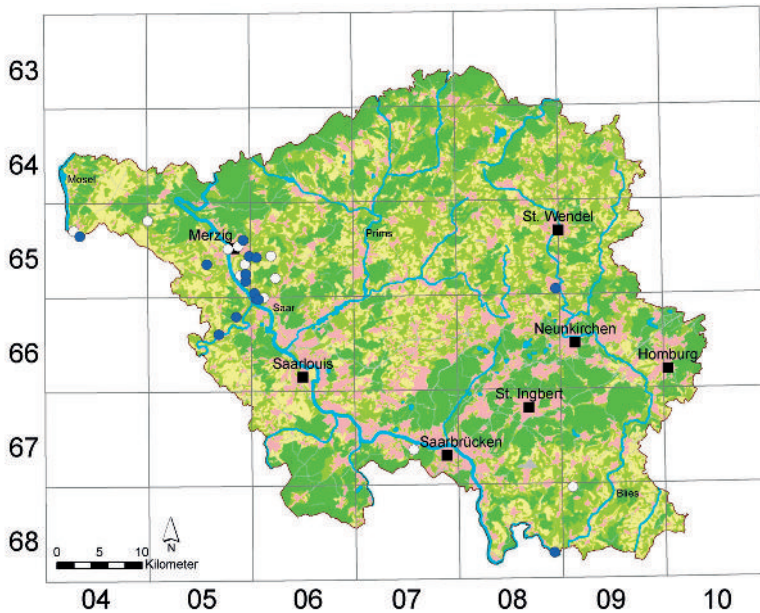 63
64
Mosel
St. Wendel
Merzig
Prims
65
Saar
Neunkirchen
66
Homburg
Saarlouis
St. Ingbert
67
Saarbrücken
Blies
68
N
0 5 10
Kilometer
04 05 06 07 08 09 10